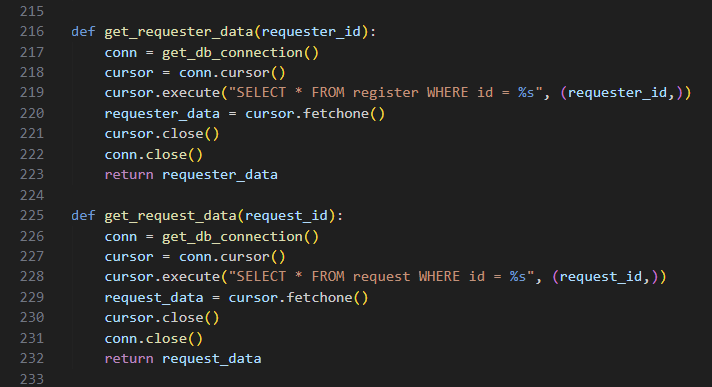 215
216 def get_requester_data(requester_id):
217     conn = get_db_connection()
218     cursor = conn.cursor()
219     cursor.execute("SELECT * FROM register WHERE id = %s", (requester_id,))
220     requester_data = cursor.fetchone()
221     cursor.close()
222     conn.close()
223     return requester_data
224
225 def get_request_data(request_id):
226     conn = get_db_connection()
227     cursor = conn.cursor()
228     cursor.execute("SELECT * FROM request WHERE id = %s", (request_id,))
229     request_data = cursor.fetchone()
230     cursor.close()
231     conn.close()
232     return request_data
233